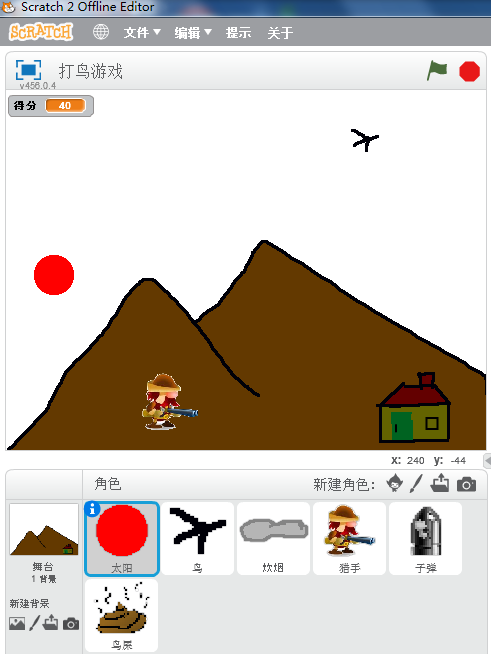 Scratch 2 Offline Editor
SCRATCH 文件 编辑 提示 关于
打鸟游戏
v456.0.4
得分 40
x: 240 y: -44
角色 新建角色:
太阳 鸟 炊烟 猎手 子弹
舞台
1 背景
新建背景
鸟屎